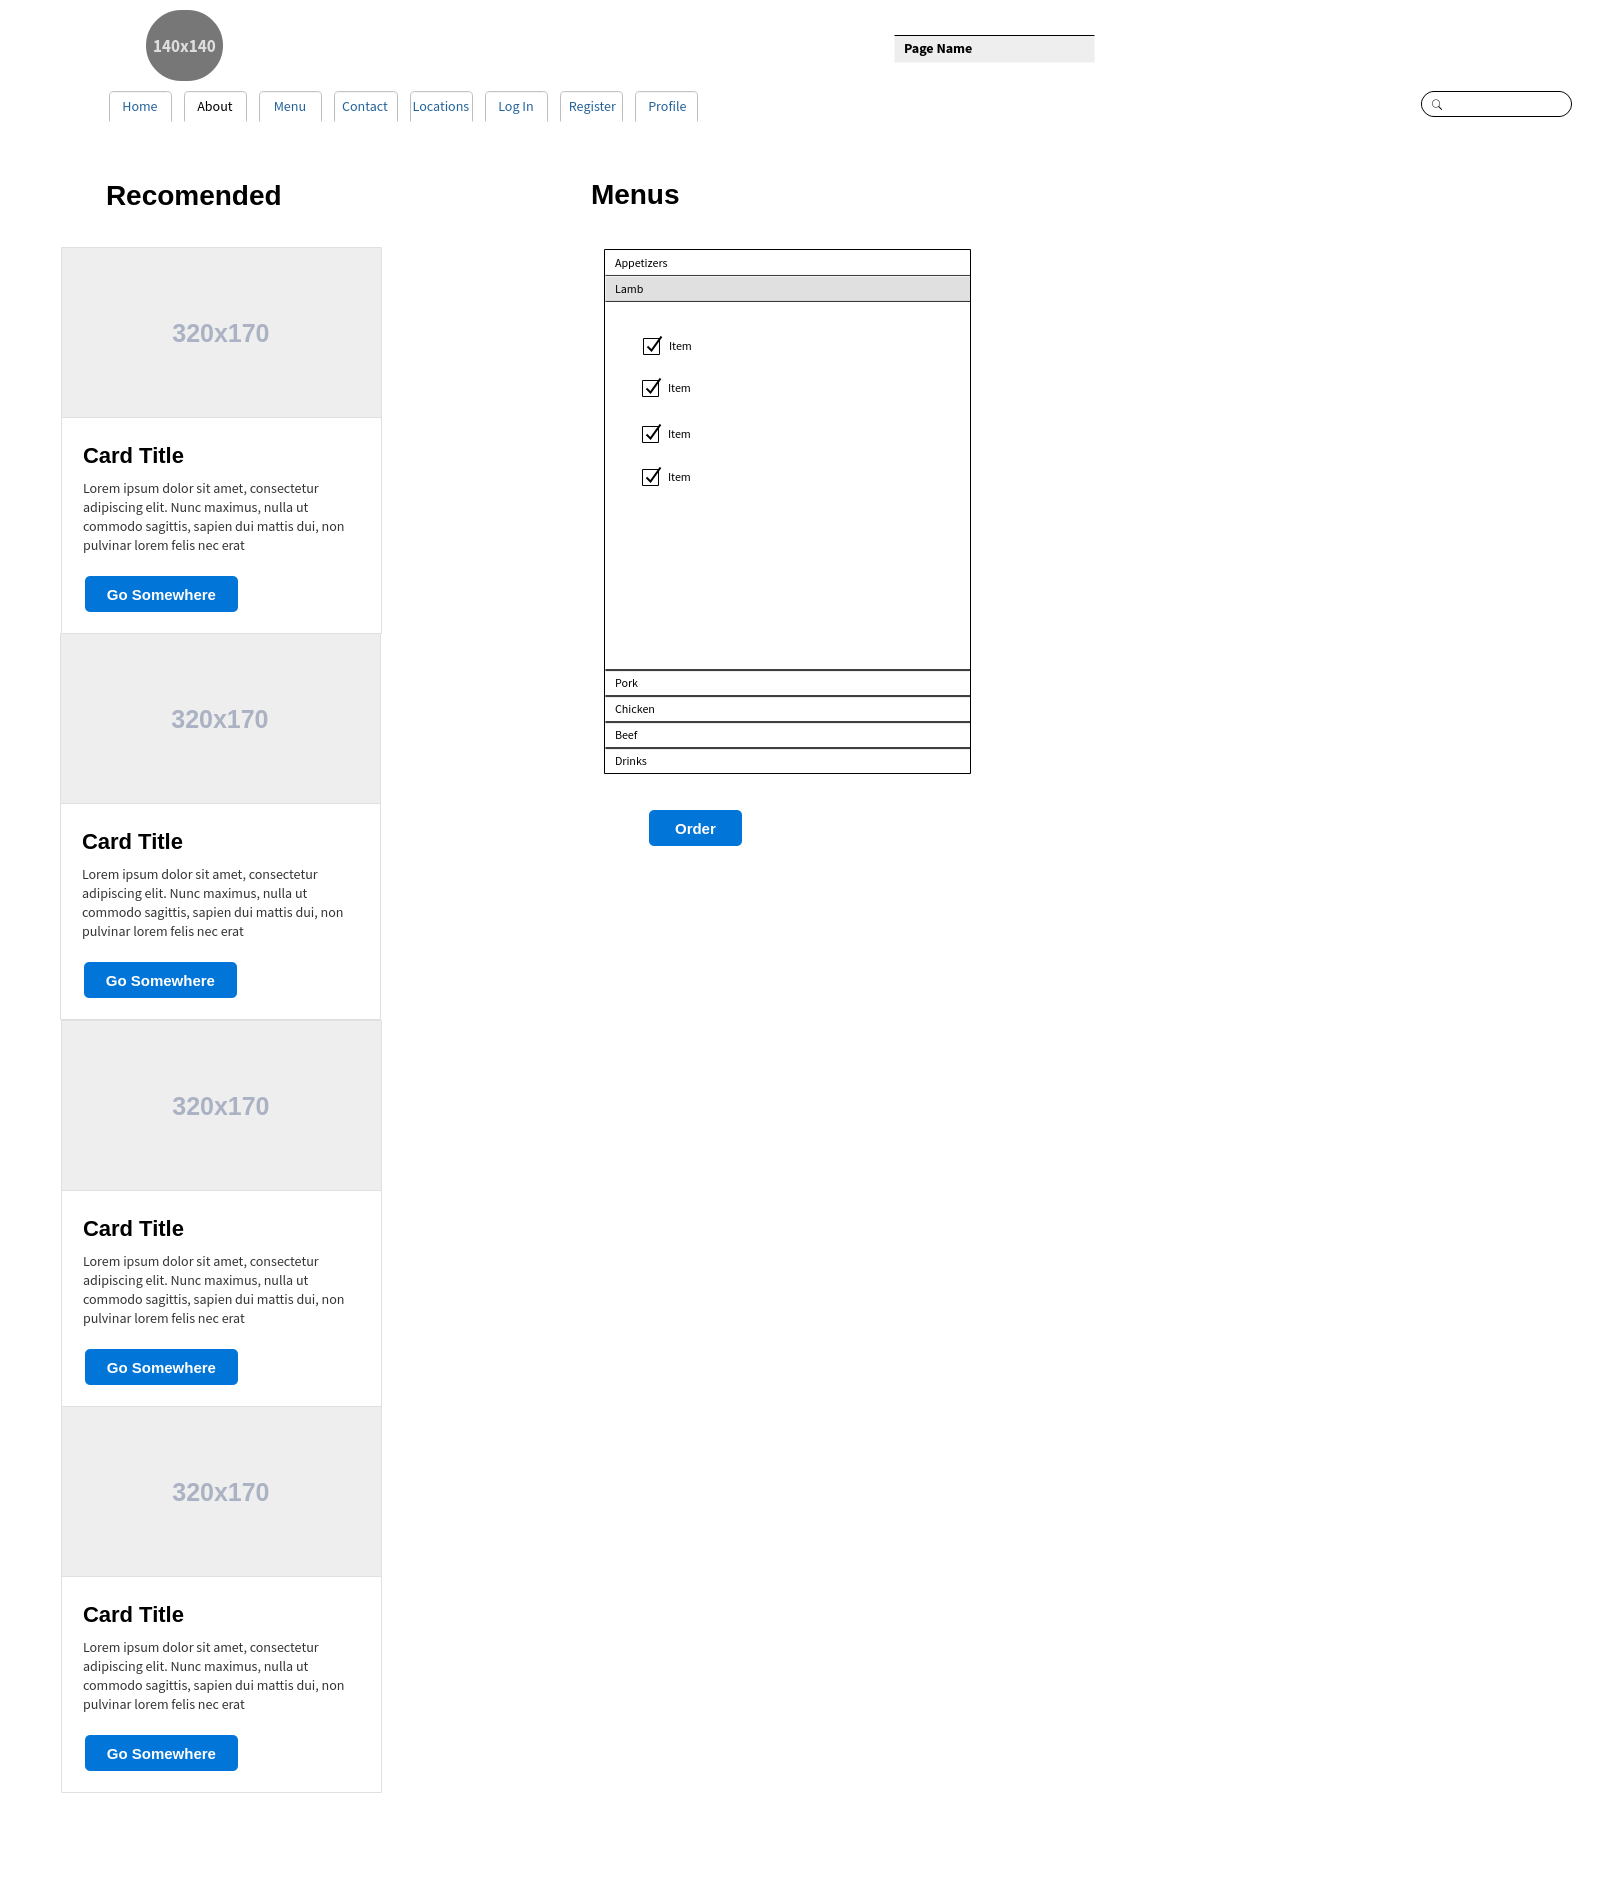 140x140
Page Name
Home
About
Menu
Contact
Locations
Log In
Register
Profile
Recomended
320x170
Card Title
Lorem ipsum dolor sit amet, consectetur
adipiscing elit. Nunc maximus, nulla ut
commodo sagittis, sapien dui mattis dui, non
pulvinar lorem felis nec erat
Go Somewhere
320x170
Card Title
Lorem ipsum dolor sit amet, consectetur
adipiscing elit. Nunc maximus, nulla ut
commodo sagittis, sapien dui mattis dui, non
pulvinar lorem felis nec erat
Go Somewhere
320x170
Card Title
Lorem ipsum dolor sit amet, consectetur
adipiscing elit. Nunc maximus, nulla ut
commodo sagittis, sapien dui mattis dui, non
pulvinar lorem felis nec erat
Go Somewhere
320x170
Card Title
Lorem ipsum dolor sit amet, consectetur
adipiscing elit. Nunc maximus, nulla ut
commodo sagittis, sapien dui mattis dui, non
pulvinar lorem felis nec erat
Go Somewhere
Menus
Appetizers
Lamb
Item
Item
Item
Item
Pork
Chicken
Beef
Drinks
Order